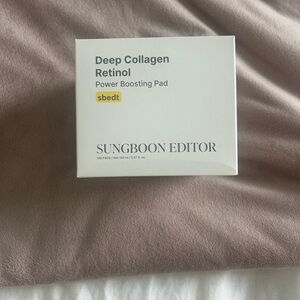 Deep Collagen
Retinol
Power Boosting Pad
sbedt
SUNGBOON EDITOR